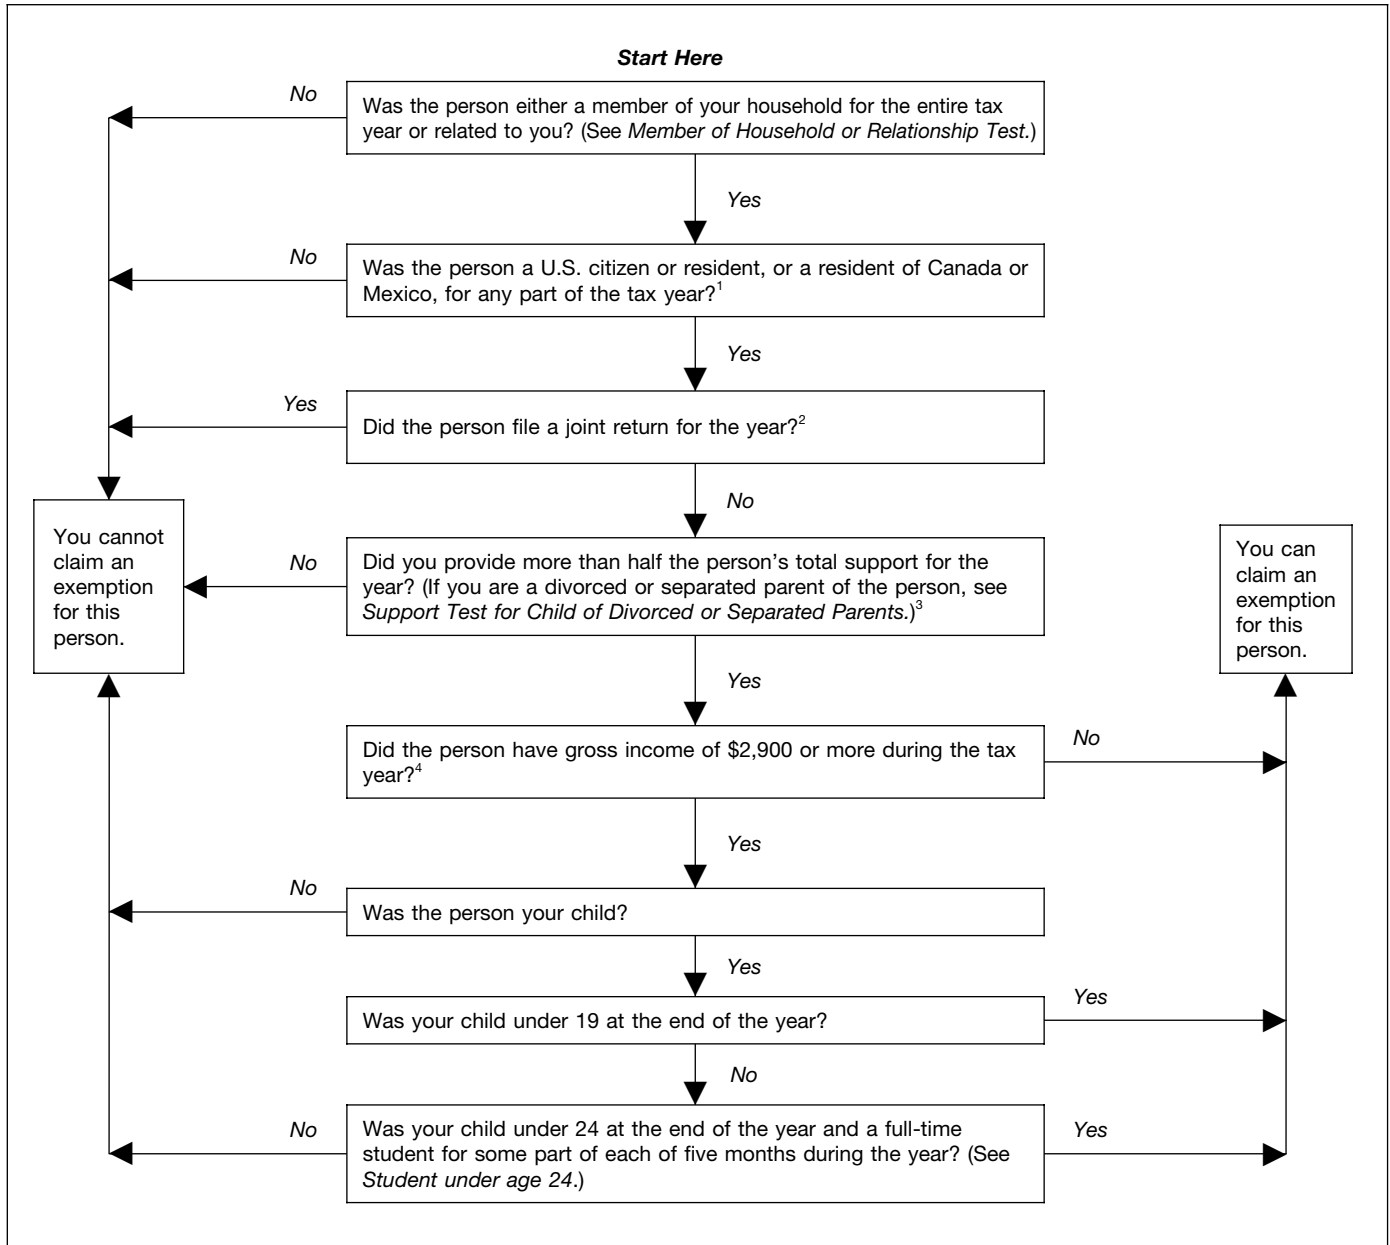 Start Here
No
Was the person either a member of your household for the entire tax
year or related to you? (See Member of Household or Relationship Test.)
Yes
No
Was the person a U.S. citizen or resident, or a resident of Canada or
Mexico, for any part of the tax year?1
Yes
Yes
Did the person file a joint return for the year?2
No
You cannot
claim an
exemption
for this
person.
No
Did you provide more than half the person's total support for the
year? (If you are a divorced or separated parent of the person, see
Support Test for Child of Divorced or Separated Parents.)3
You can
claim an
exemption
for this
person.
Yes
Did the person have gross income of $2,900 or more during the tax
year?4
No
Yes
No
Was the person your child?
Yes
Was your child under 19 at the end of the year?
Yes
No
No
Was your child under 24 at the end of the year and a full-time
student for some part of each of five months during the year? (See
Student under age 24.)
Yes